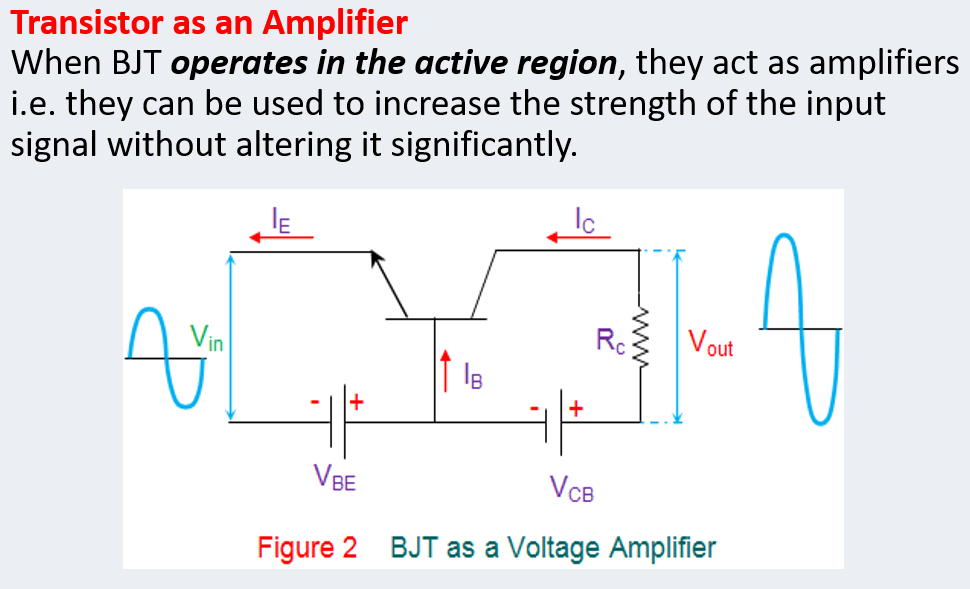 Transistor as an Amplifier
When BJT operates in the active region, they act as amplifiers
i.e. they can be used to increase the strength of the input
signal without altering it significantly.
IE
IC
Vin
RC
Vout
IB
- +
- +
VBE
VCB
Figure 2 BJT as a Voltage Amplifier